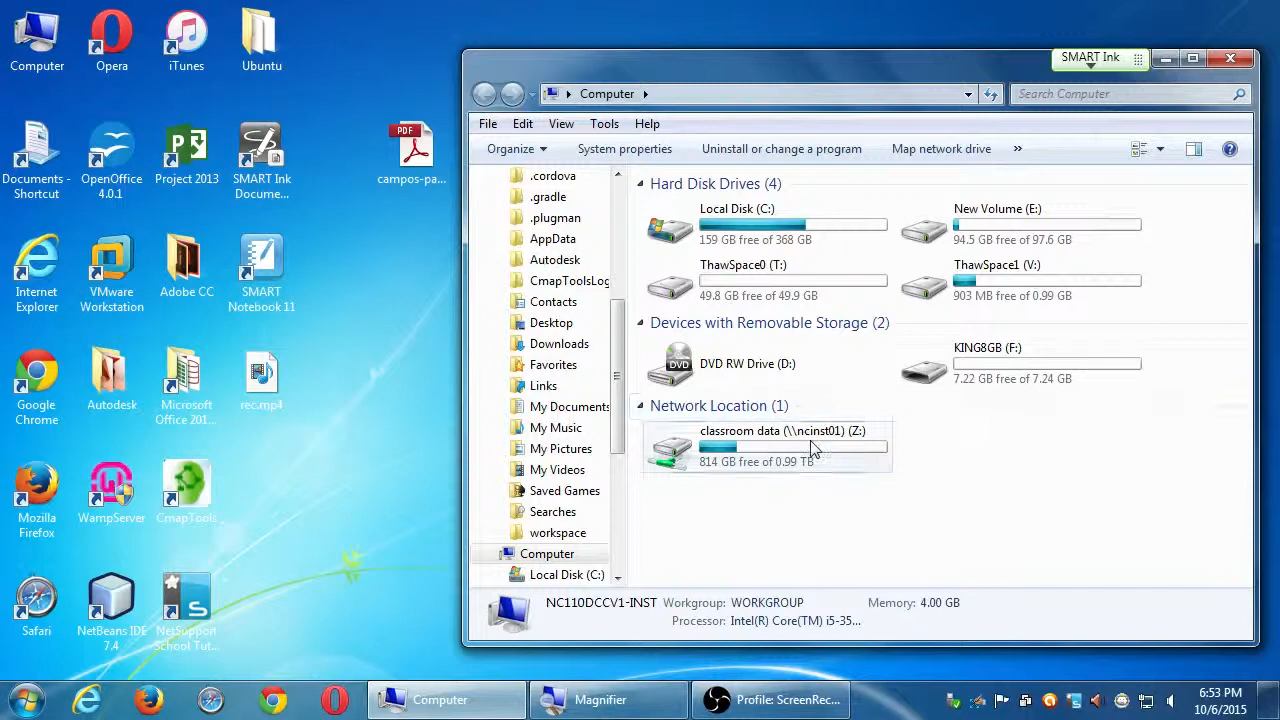 Computer
Opera
iTunes
Ubuntu
Documents -
Shortcut
OpenOffice
4.0.1
Project 2013
SMART Ink
Docume...
PDF
campos-pa...
Internet
Explorer
VMware
Workstation
Adobe CC
SMART
Notebook 11
Google
Chrome
Autodesk
Microsoft
Office 201...
rec.mp4
Mozilla
Firefox
WampServer
CmapTools
Safari
NetBeans IDE
7.4
NetSupport
School Tut...
SMART Ink
Computer
Search Computer
File Edit View Tools Help
Organize System properties Uninstall or change a program Map network drive »
.cordova
.gradle
.plugman
AppData
Autodesk
CmapToolsLog
Contacts
Desktop
Downloads
Favorites
Links
My Documents
My Music
My Pictures
My Videos
Saved Games
Searches
workspace
Computer
Local Disk (C:)
Hard Disk Drives (4)
Local Disk (C:)
159 GB free of 368 GB
New Volume (E:)
94.5 GB free of 97.6 GB
ThawSpace0 (T:)
49.8 GB free of 49.9 GB
ThawSpace1 (V:)
903 MB free of 0.99 GB
Devices with Removable Storage (2)
DVD
DVD RW Drive (D:)
KING8GB (F:)
7.22 GB free of 7.24 GB
Network Location (1)
classroom data (\\ncinst01) (Z:)
814 GB free of 0.99 TB
NC110DCCV1-INST Workgroup: WORKGROUP Memory: 4.00 GB
Processor: Intel(R) Core(TM) i5-35...
Computer
Magnifier
Profile: ScreenRec...
6:53 PM
10/6/2015